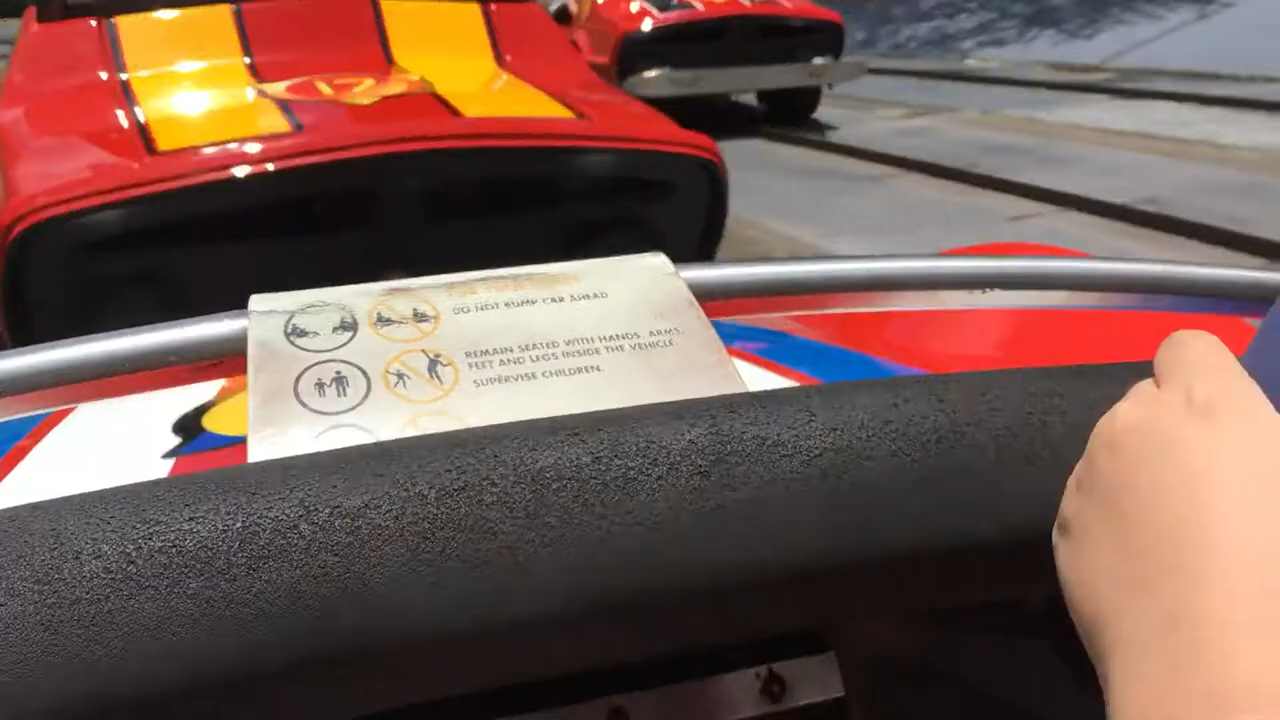 DO NOT BUMP CAR AHEAD
REMAIN SEATED WITH HANDS, ARMS,
FEET AND LEGS INSIDE THE VEHICLE.
SUPERVISE CHILDREN.